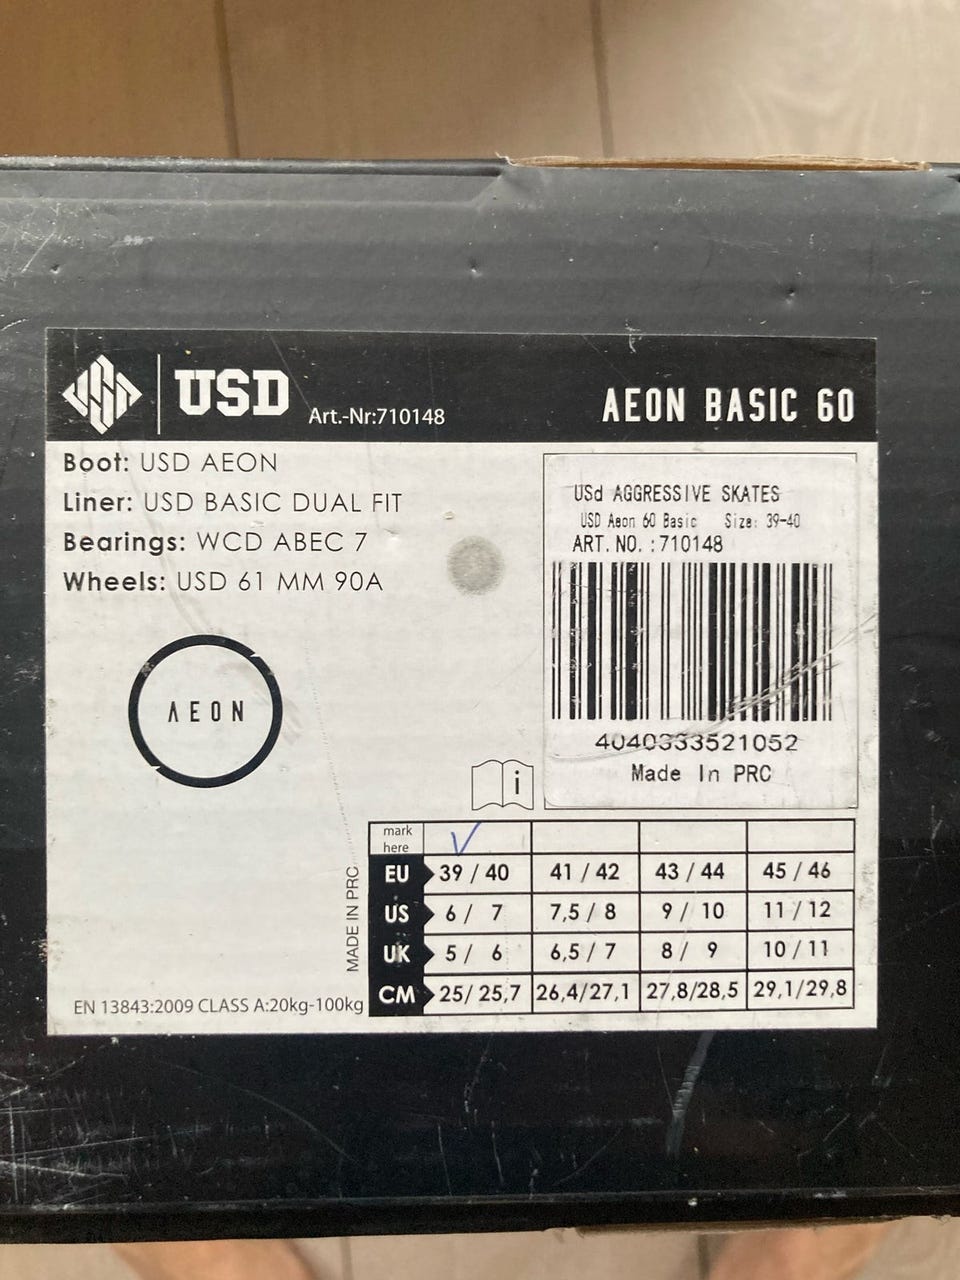 USD
Art.-Nr:710148
AEON BASIC 60
Boot: USD AEON
Liner: USD BASIC DUAL FIT
Bearings: WCD ABEC 7
Wheels: USD 61 MM 90A
AEON
USd AGGRESSIVE SKATES
USD Aeon 60 Basic Size: 39-40
ART. NO. :710148
4040333521052
Made In PRC
i
mark
here
EU 39 / 40 41 / 42 43 / 44 45 / 46
US 6 / 7 7,5 / 8 9 / 10 11 / 12
UK 5 / 6 6,5 / 7 8 / 9 10 / 11
CM 25/ 25,7 26,4/27,1 27,8/28,5 29,1/29,8
MADE IN PRC
EN 13843:2009 CLASS A:20kg-100kg